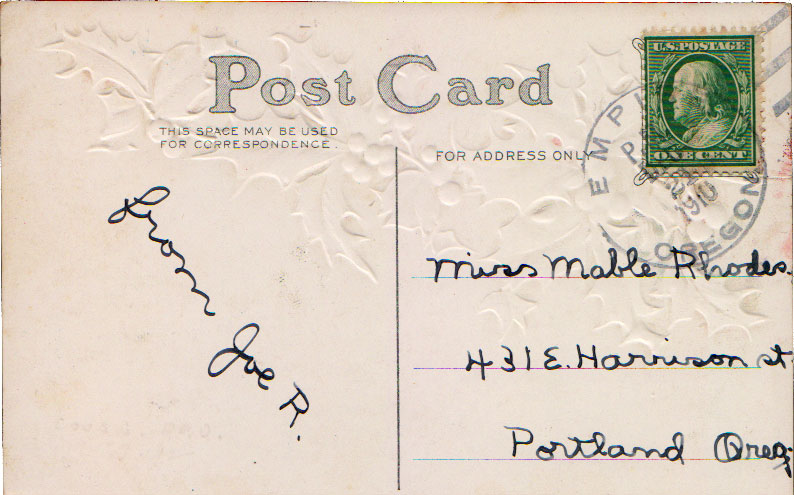 Post Card
THIS SPACE MAY BE USED
FOR CORRESPONDENCE.
FOR ADDRESS ONLY
U.S. POSTAGE
ONE CENT
EMPI
P
1910
OREGON
from Joe R.
Miss Mable Rhodes.
431 E. Harrison st
Portland Oreg